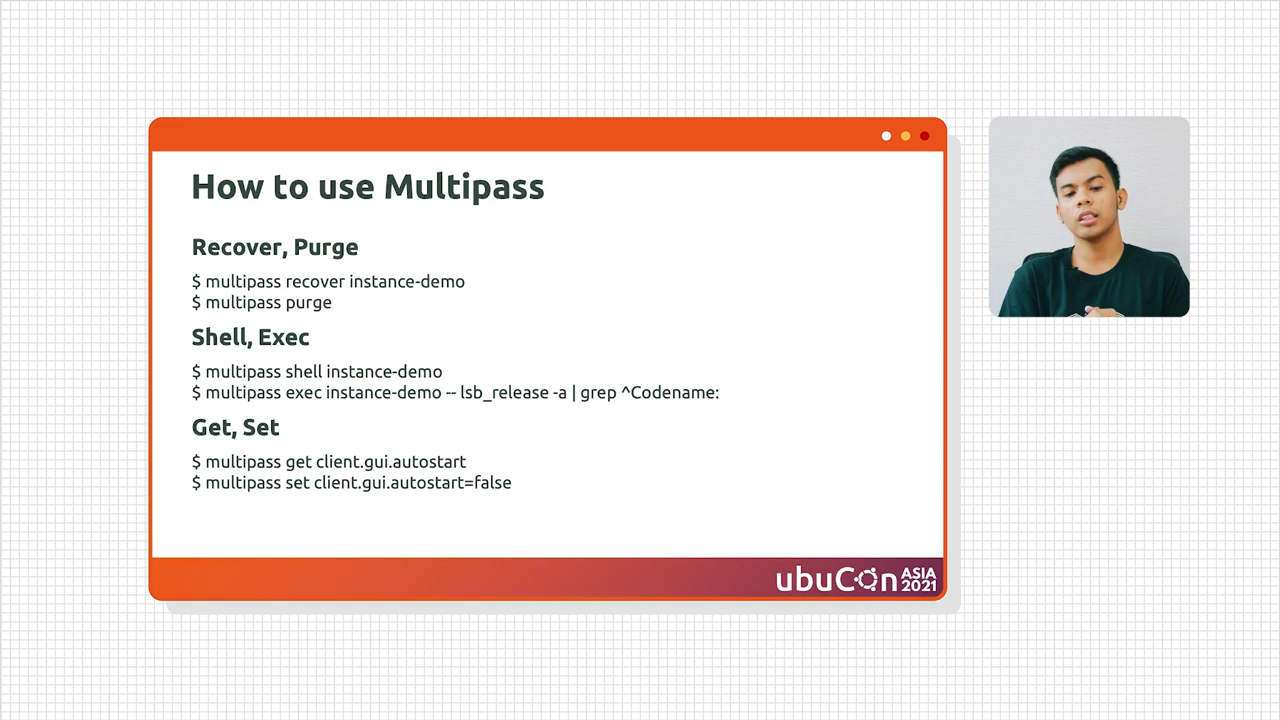 How to use Multipass
Recover, Purge
$ multipass recover instance-demo
$ multipass purge
Shell, Exec
$ multipass shell instance-demo
$ multipass exec instance-demo -- lsb_release -a | grep ^Codename:
Get, Set
$ multipass get client.gui.autostart
$ multipass set client.gui.autostart=false
ubuCon ASIA 2021